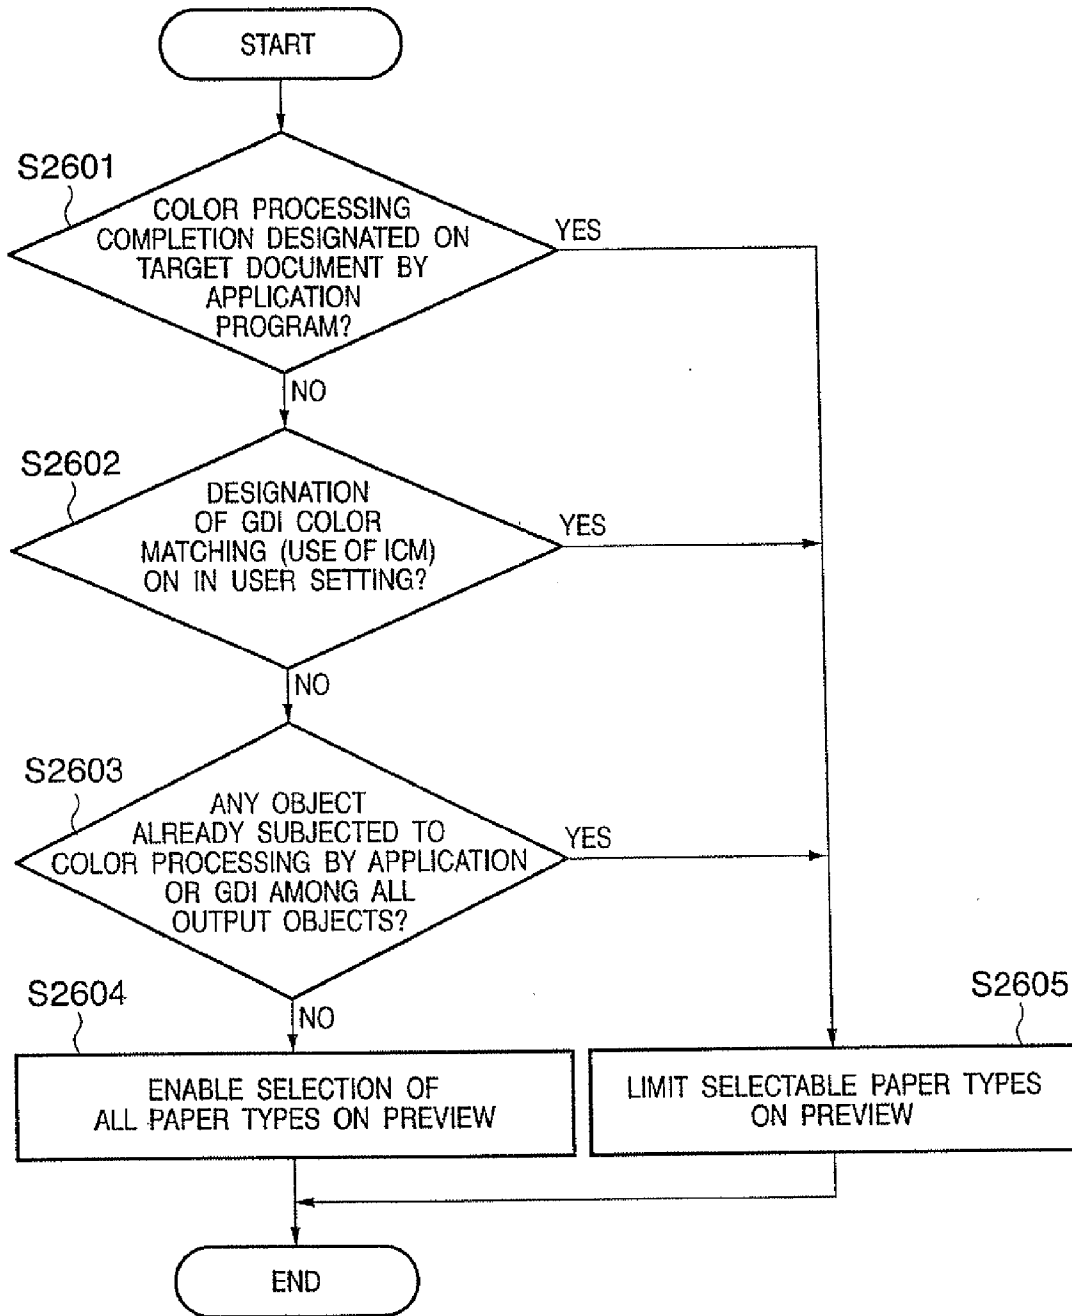 START
S2601
COLOR PROCESSING
COMPLETION DESIGNATED ON
TARGET DOCUMENT BY
APPLICATION
PROGRAM?
YES
NO
S2602
DESIGNATION
OF GDI COLOR
MATCHING (USE OF ICM)
ON IN USER SETTING?
YES
NO
S2603
ANY OBJECT
ALREADY SUBJECTED TO
COLOR PROCESSING BY APPLICATION
OR GDI AMONG ALL
OUTPUT OBJECTS?
YES
NO
S2604
ENABLE SELECTION OF
ALL PAPER TYPES ON PREVIEW
S2605
LIMIT SELECTABLE PAPER TYPES
ON PREVIEW
END